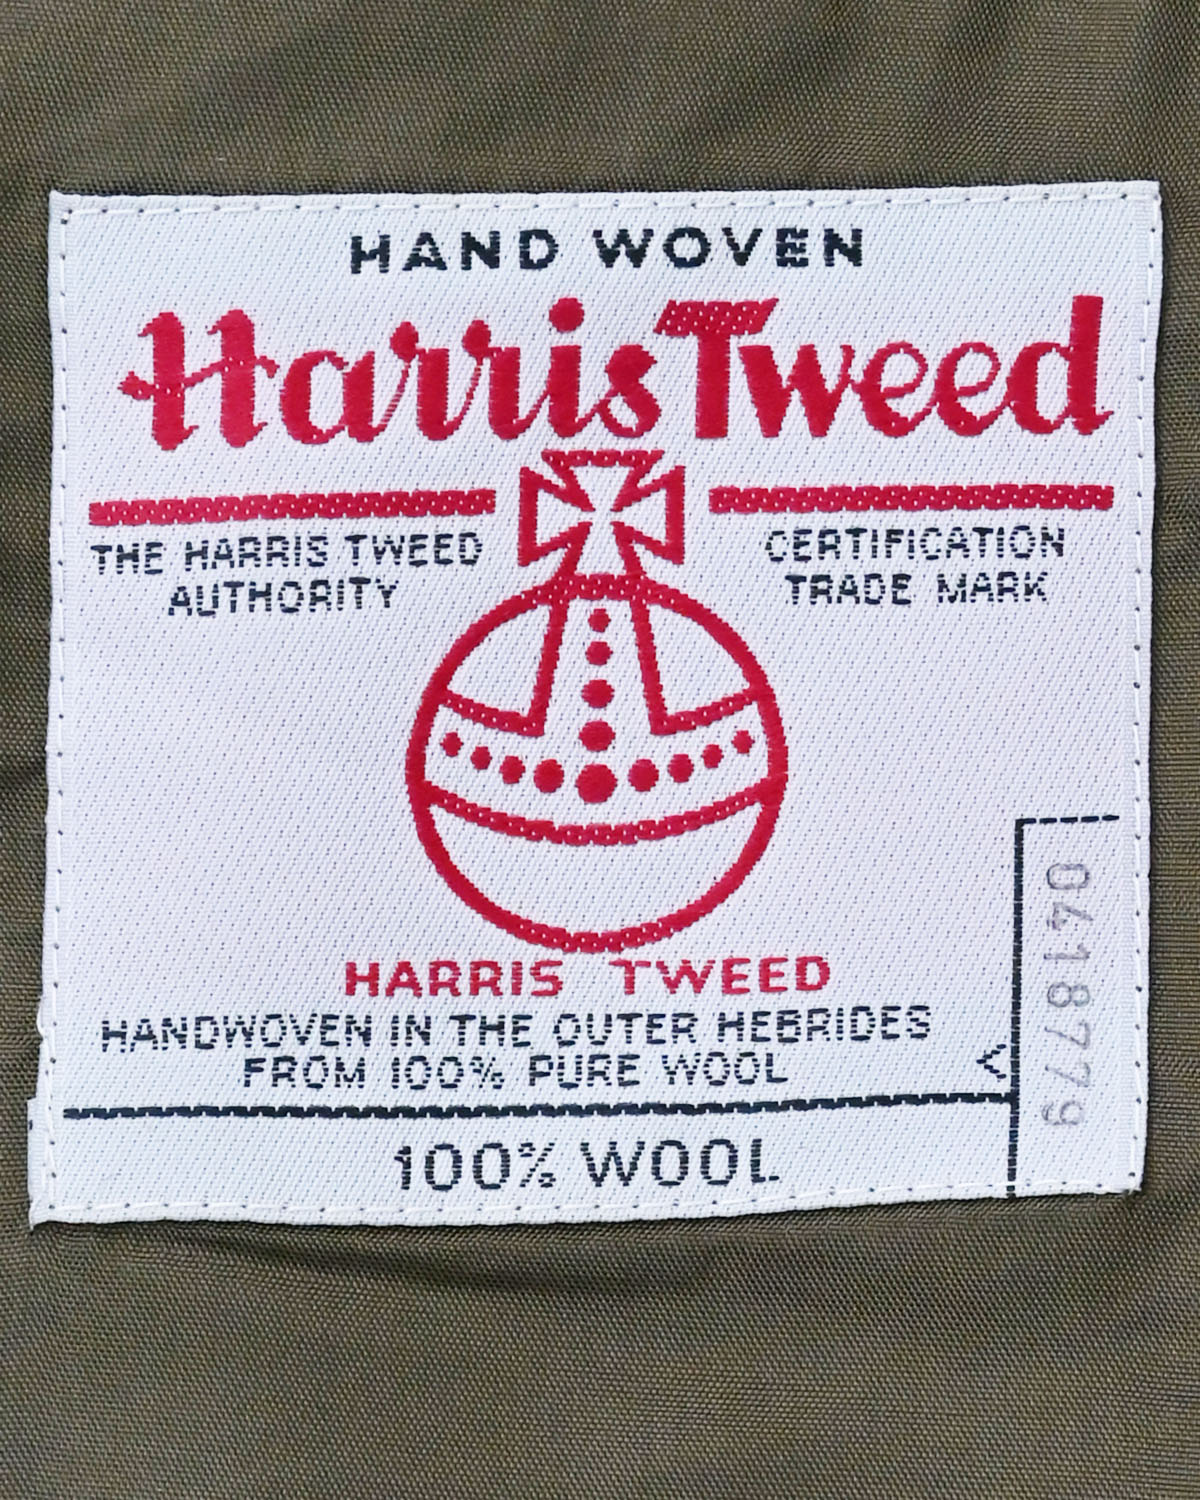 HAND WOVEN
Harris Tweed
THE HARRIS TWEED
AUTHORITY
CERTIFICATION
TRADE MARK
HARRIS TWEED
HANDWOVEN IN THE OUTER HEBRIDES
FROM 100% PURE WOOL
<
100% WOOL
0418779